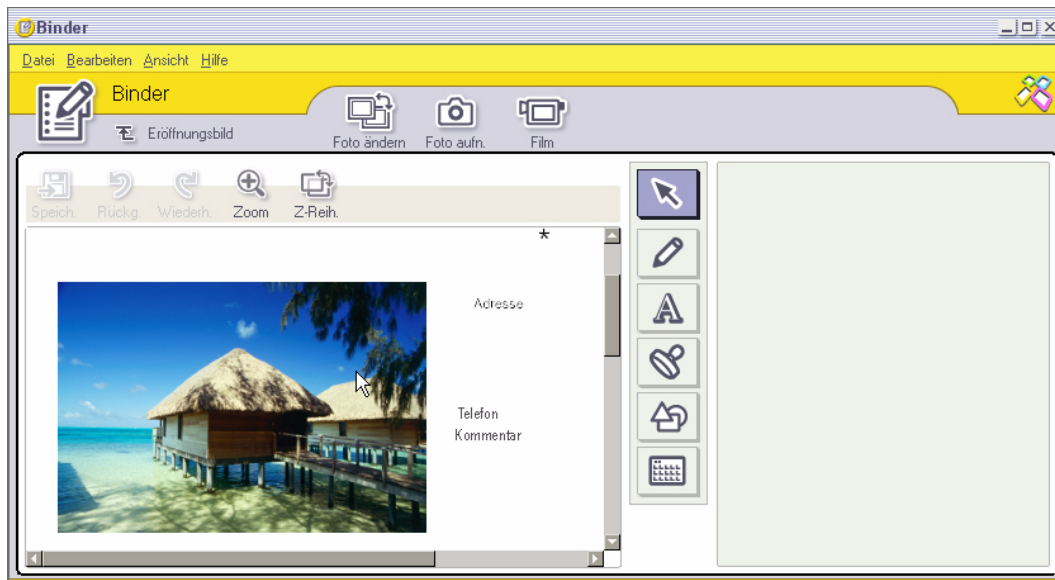 Binder
Datei Bearbeiten Ansicht Hilfe
Binder
Eröffnungsbild
Foto ändern Foto aufn. Film
Speich. Rückg. Wiederh. Zoom Z-Reih.
*
Adresse
Telefon
Kommentar
A